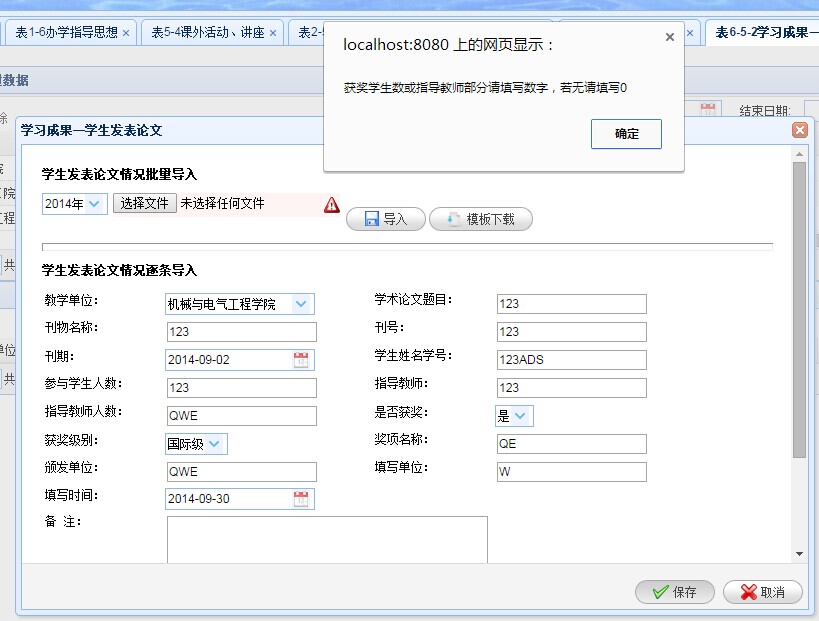 表1-6办学指导思想 × 表5-4课外活动、讲座 × 表2- × 表6-5-2学习成果一
localhost:8080 上的网页显示： ×
获奖学生数或指导教师部分请填写数字，若无请填写0
确定
数据
结束日期:
学习成果—学生发表论文
学生发表论文情况批量导入
2014年 选择文件 未选择任何文件 导入 模板下载
学生发表论文情况逐条导入
教学单位: 机械与电气工程学院 学术论文题目: 123
刊物名称: 123 刊号: 123
刊期: 2014-09-02 学生姓名学号: 123ADS
参与学生人数: 123 指导教师: 123
指导教师人数: QWE 是否获奖: 是
获奖级别: 国际级 奖项名称: QE
颁发单位: QWE 填写单位: W
填写时间: 2014-09-30
备 注:
保存 取消